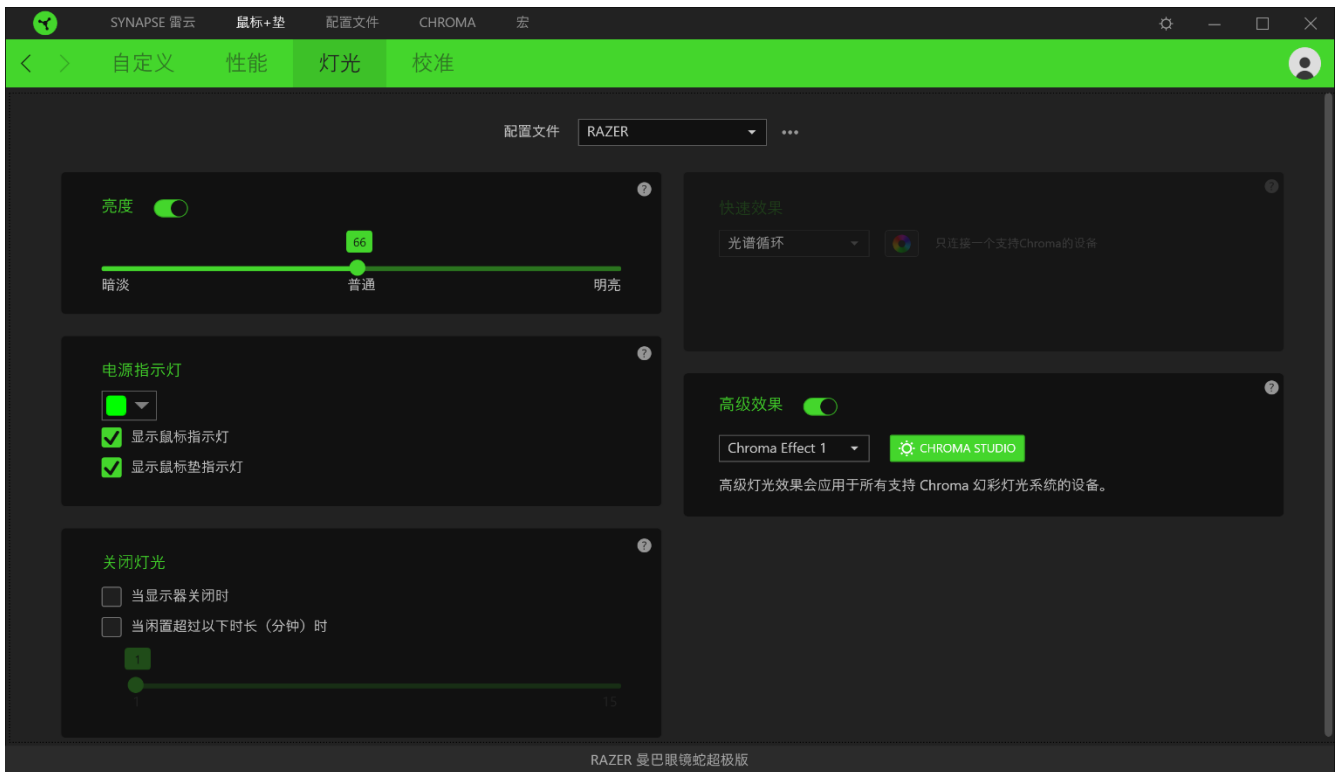 SYNAPSE 雷云 鼠标+垫 配置文件 CHROMA 宏
自定义 性能 灯光 校准
配置文件 RAZER
亮度
66
暗淡 普通 明亮
快速效果
光谱循环 只连接一个支持Chroma的设备
电源指示灯
显示鼠标指示灯
显示鼠标垫指示灯
高级效果
Chroma Effect 1 CHROMA STUDIO
高级灯光效果会应用于所有支持 Chroma 幻彩灯光系统的设备。
关闭灯光
当显示器关闭时
当闲置超过以下时长（分钟）时
1
1 15
RAZER 曼巴眼镜蛇超极版